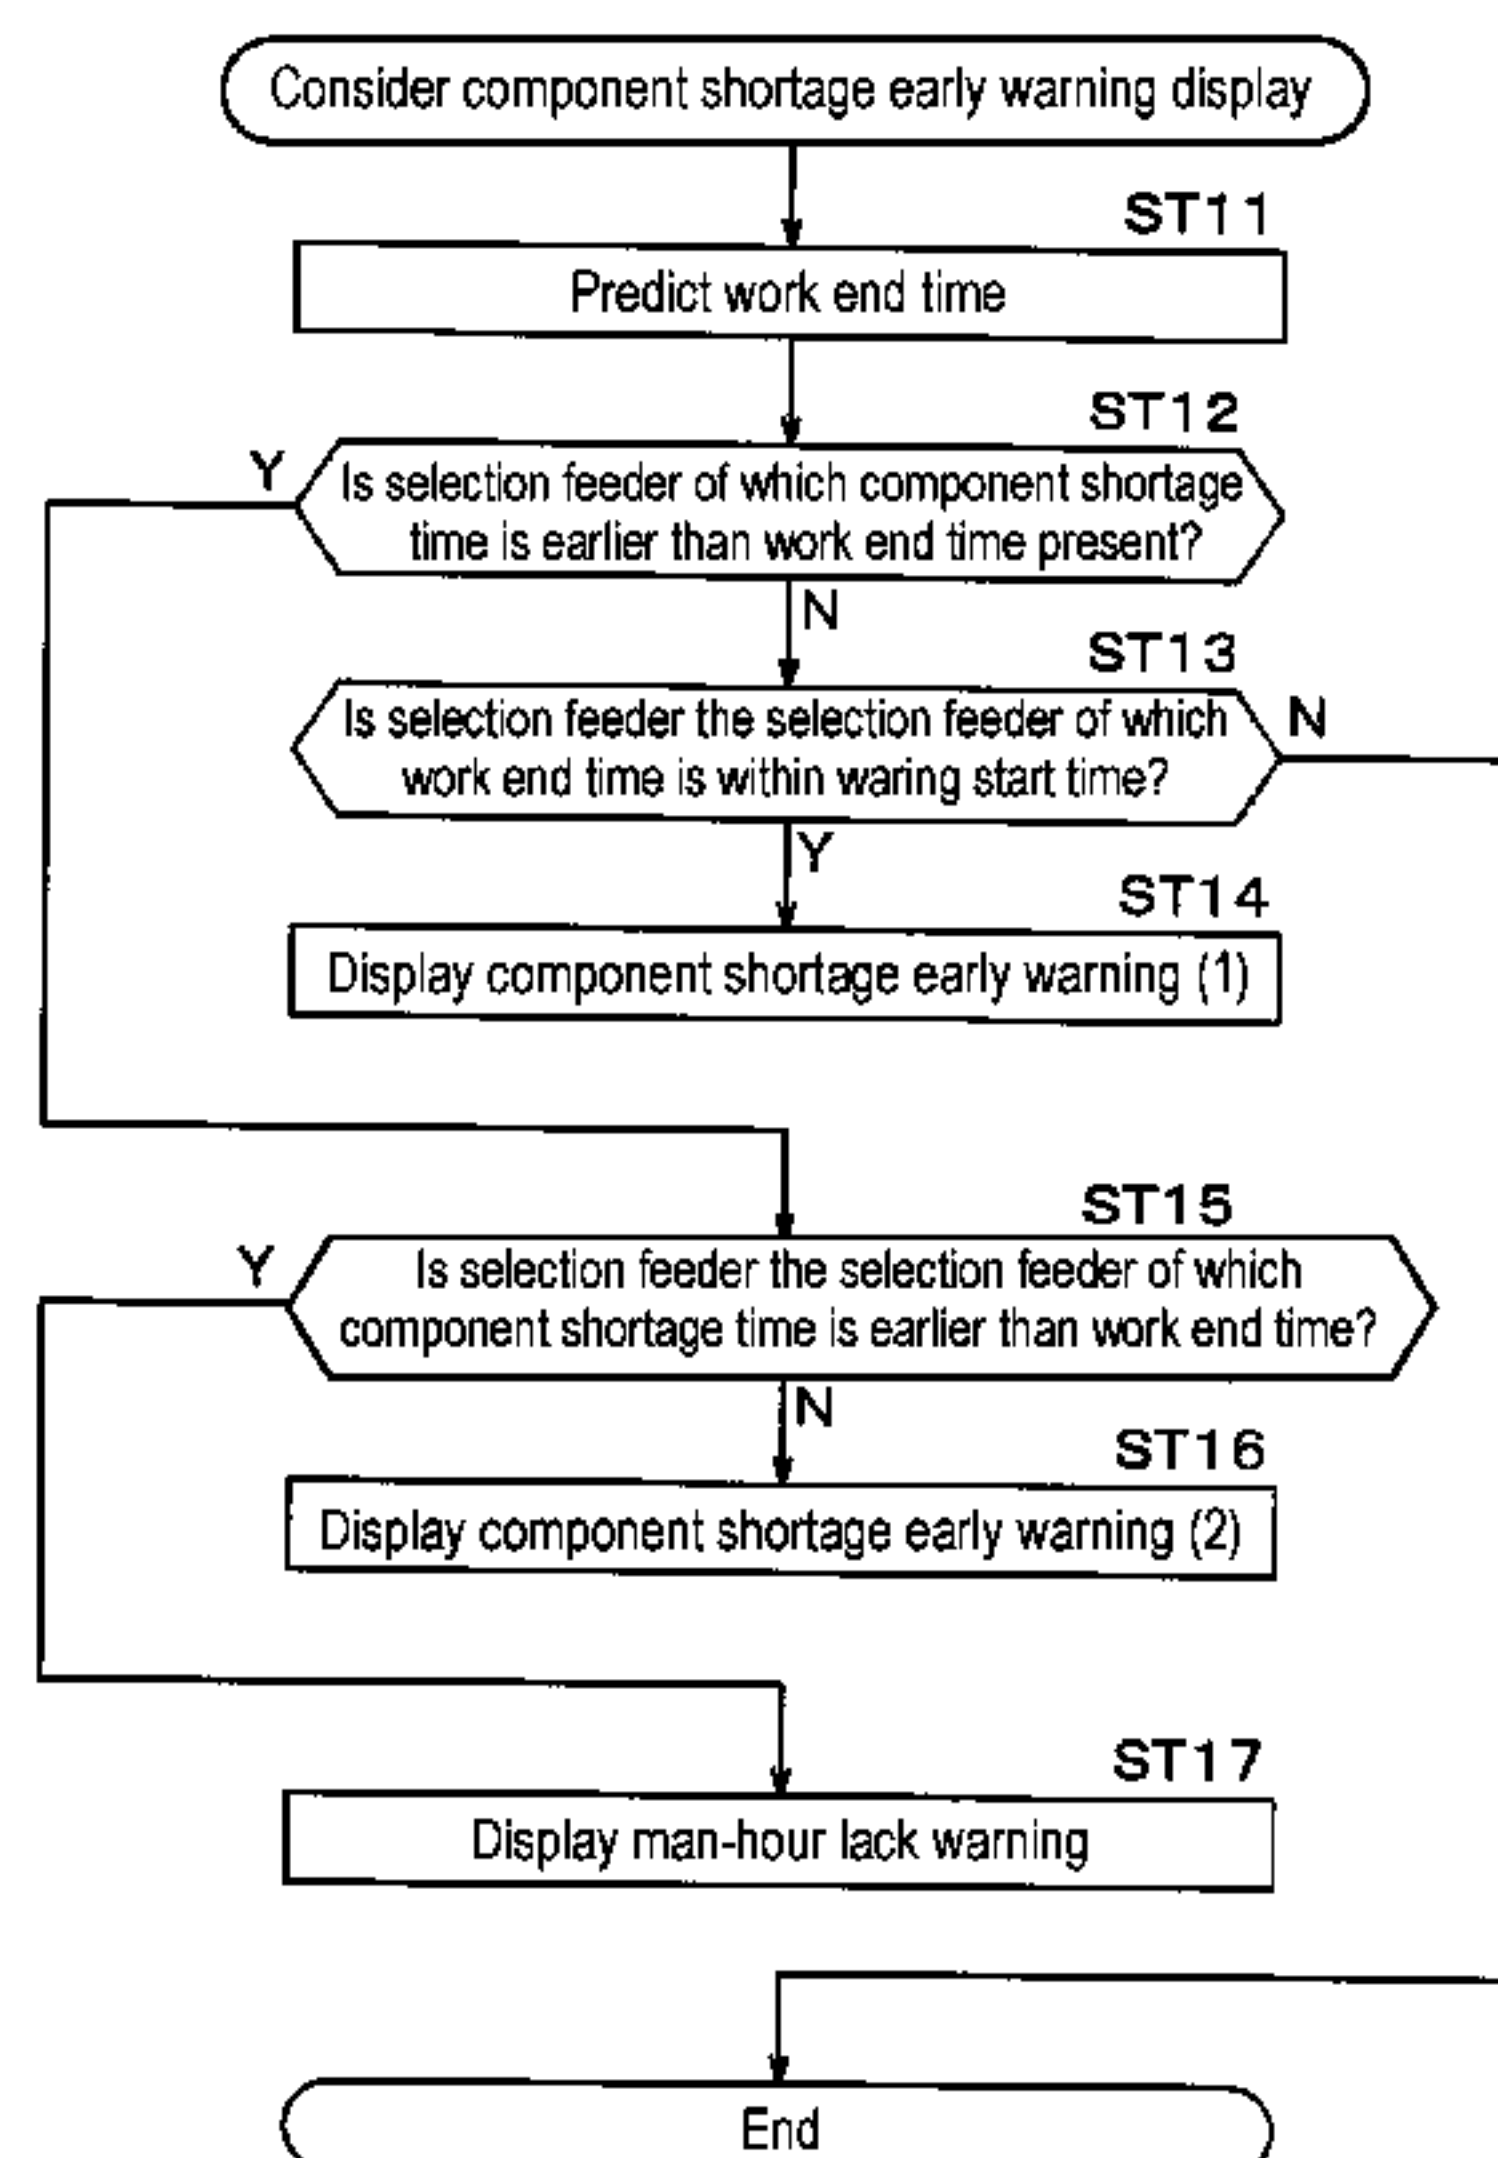 Consider component shortage early warning display
ST11
Predict work end time
ST12
Y
Is selection feeder of which component shortage
time is earlier than work end time present?
N
ST13
Is selection feeder the selection feeder of which
work end time is within waring start time?
N
Y
ST14
Display component shortage early warning (1)
ST15
Y
Is selection feeder the selection feeder of which
component shortage time is earlier than work end time?
N
ST16
Display component shortage early warning (2)
ST17
Display man-hour lack warning
End